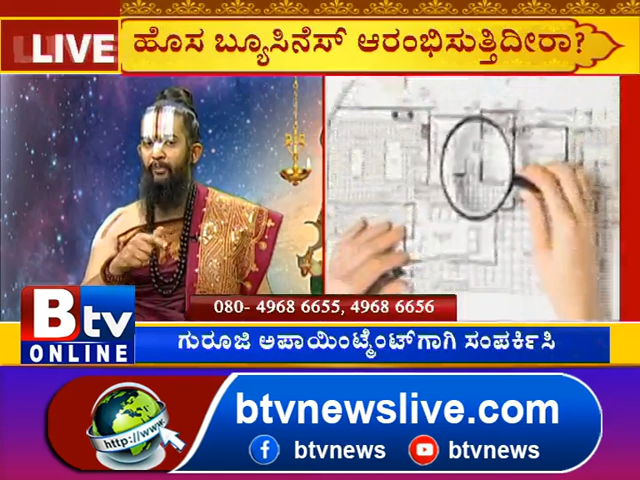 LIVE
ಹೊಸ ಬ್ಯೂಸಿನೆಸ್ ಆರಂಭಿಸುತ್ತಿದೀರಾ?
080- 4968 6655, 4968 6656
Btv
ONLINE
ಗುರೂಜಿ ಅಪಾಯಿಂಟ್ಮೆಂಟ್‌ಗಾಗಿ ಸಂಪರ್ಕಿಸಿ
http://www.
btvnewslive.com
btvnews
btvnews